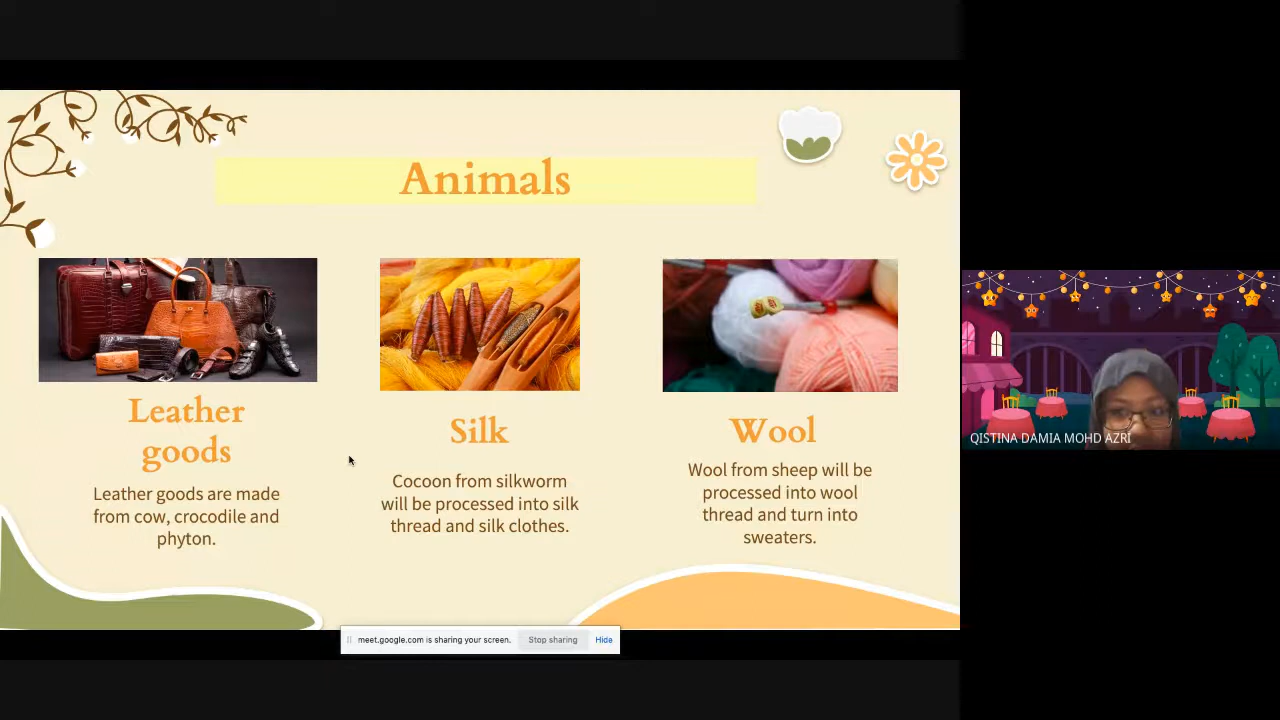 Animals
Leather
goods
Leather goods are made
from cow, crocodile and
phyton.
Silk
Cocoon from silkworm
will be processed into silk
thread and silk clothes.
Wool
Wool from sheep will be
processed into wool
thread and turn into
sweaters.
QISTINA DAMIA MOHD AZRI
meet.google.com is sharing your screen. Stop sharing Hide